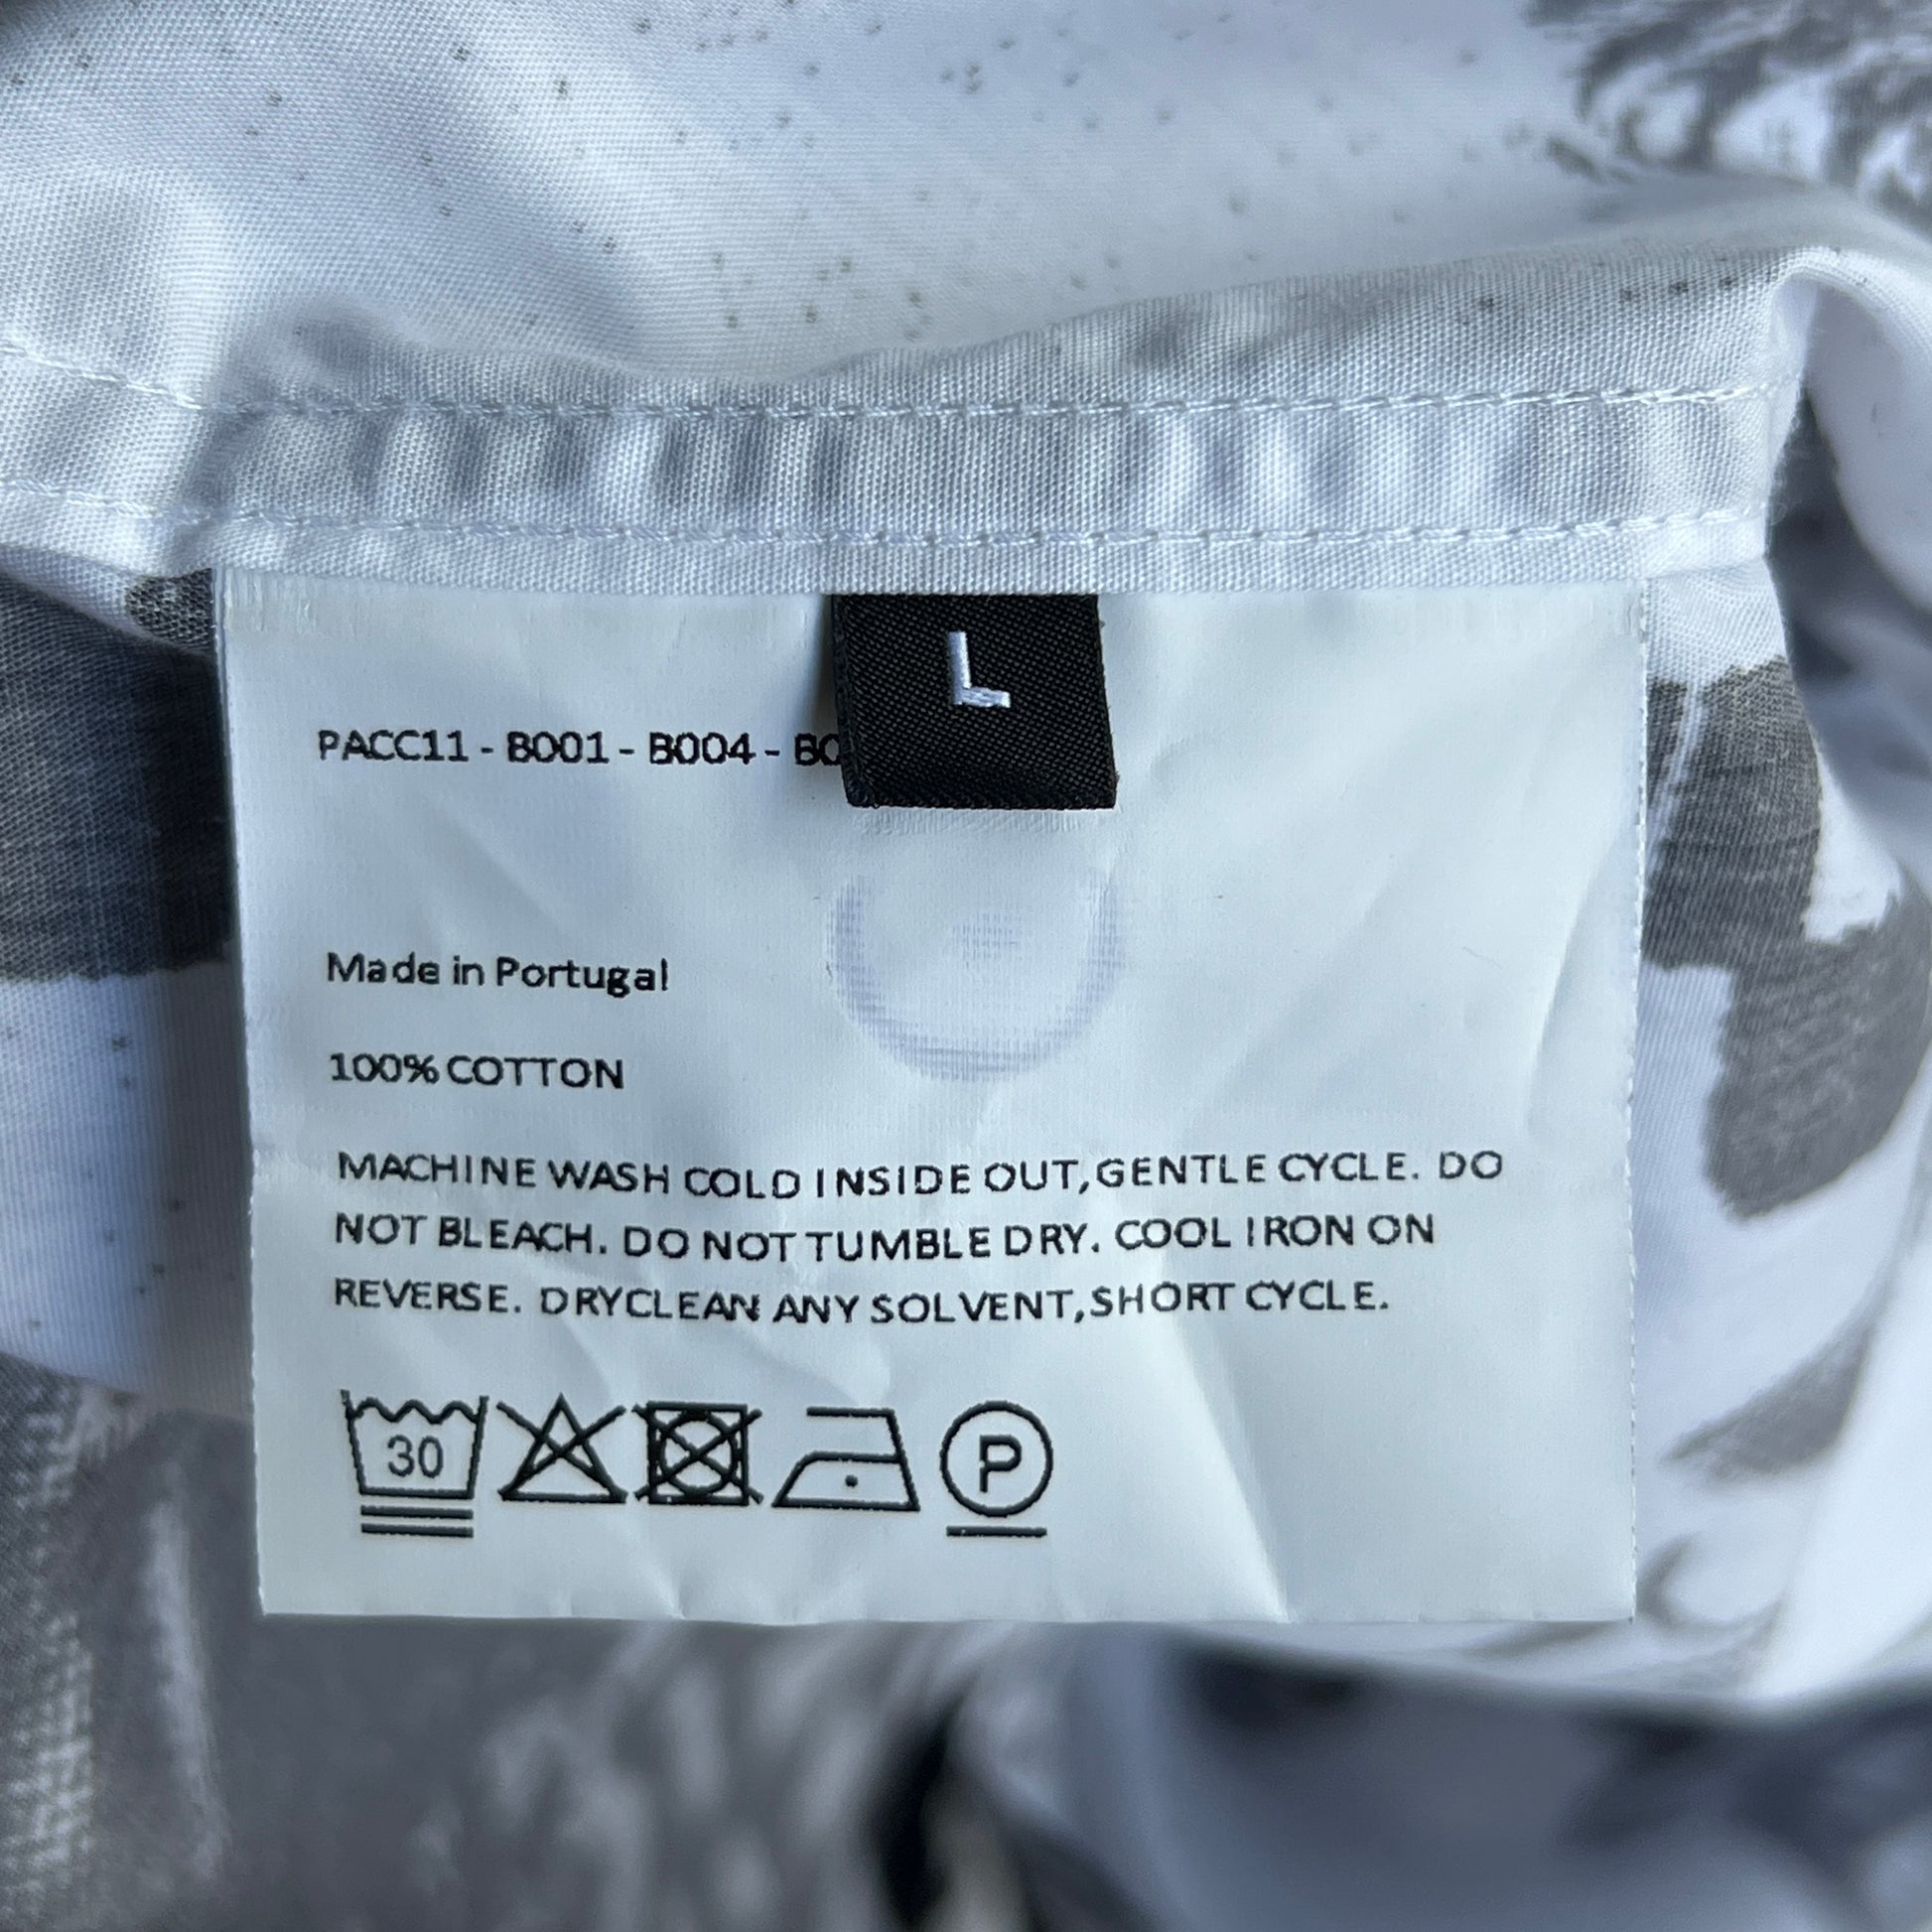 L
PACC11 - B001 - B004 -
Made in Portugal
100% COTTON
MACHINE WASH COLD INSIDE OUT,GENTLE CYCLE. DO
NOT BLEACH. DO NOT TUMBLE DRY. COOL IRON ON
REVERSE. DRYCLEAN ANY SOLVENT,SHORT CYCLE.
30 P